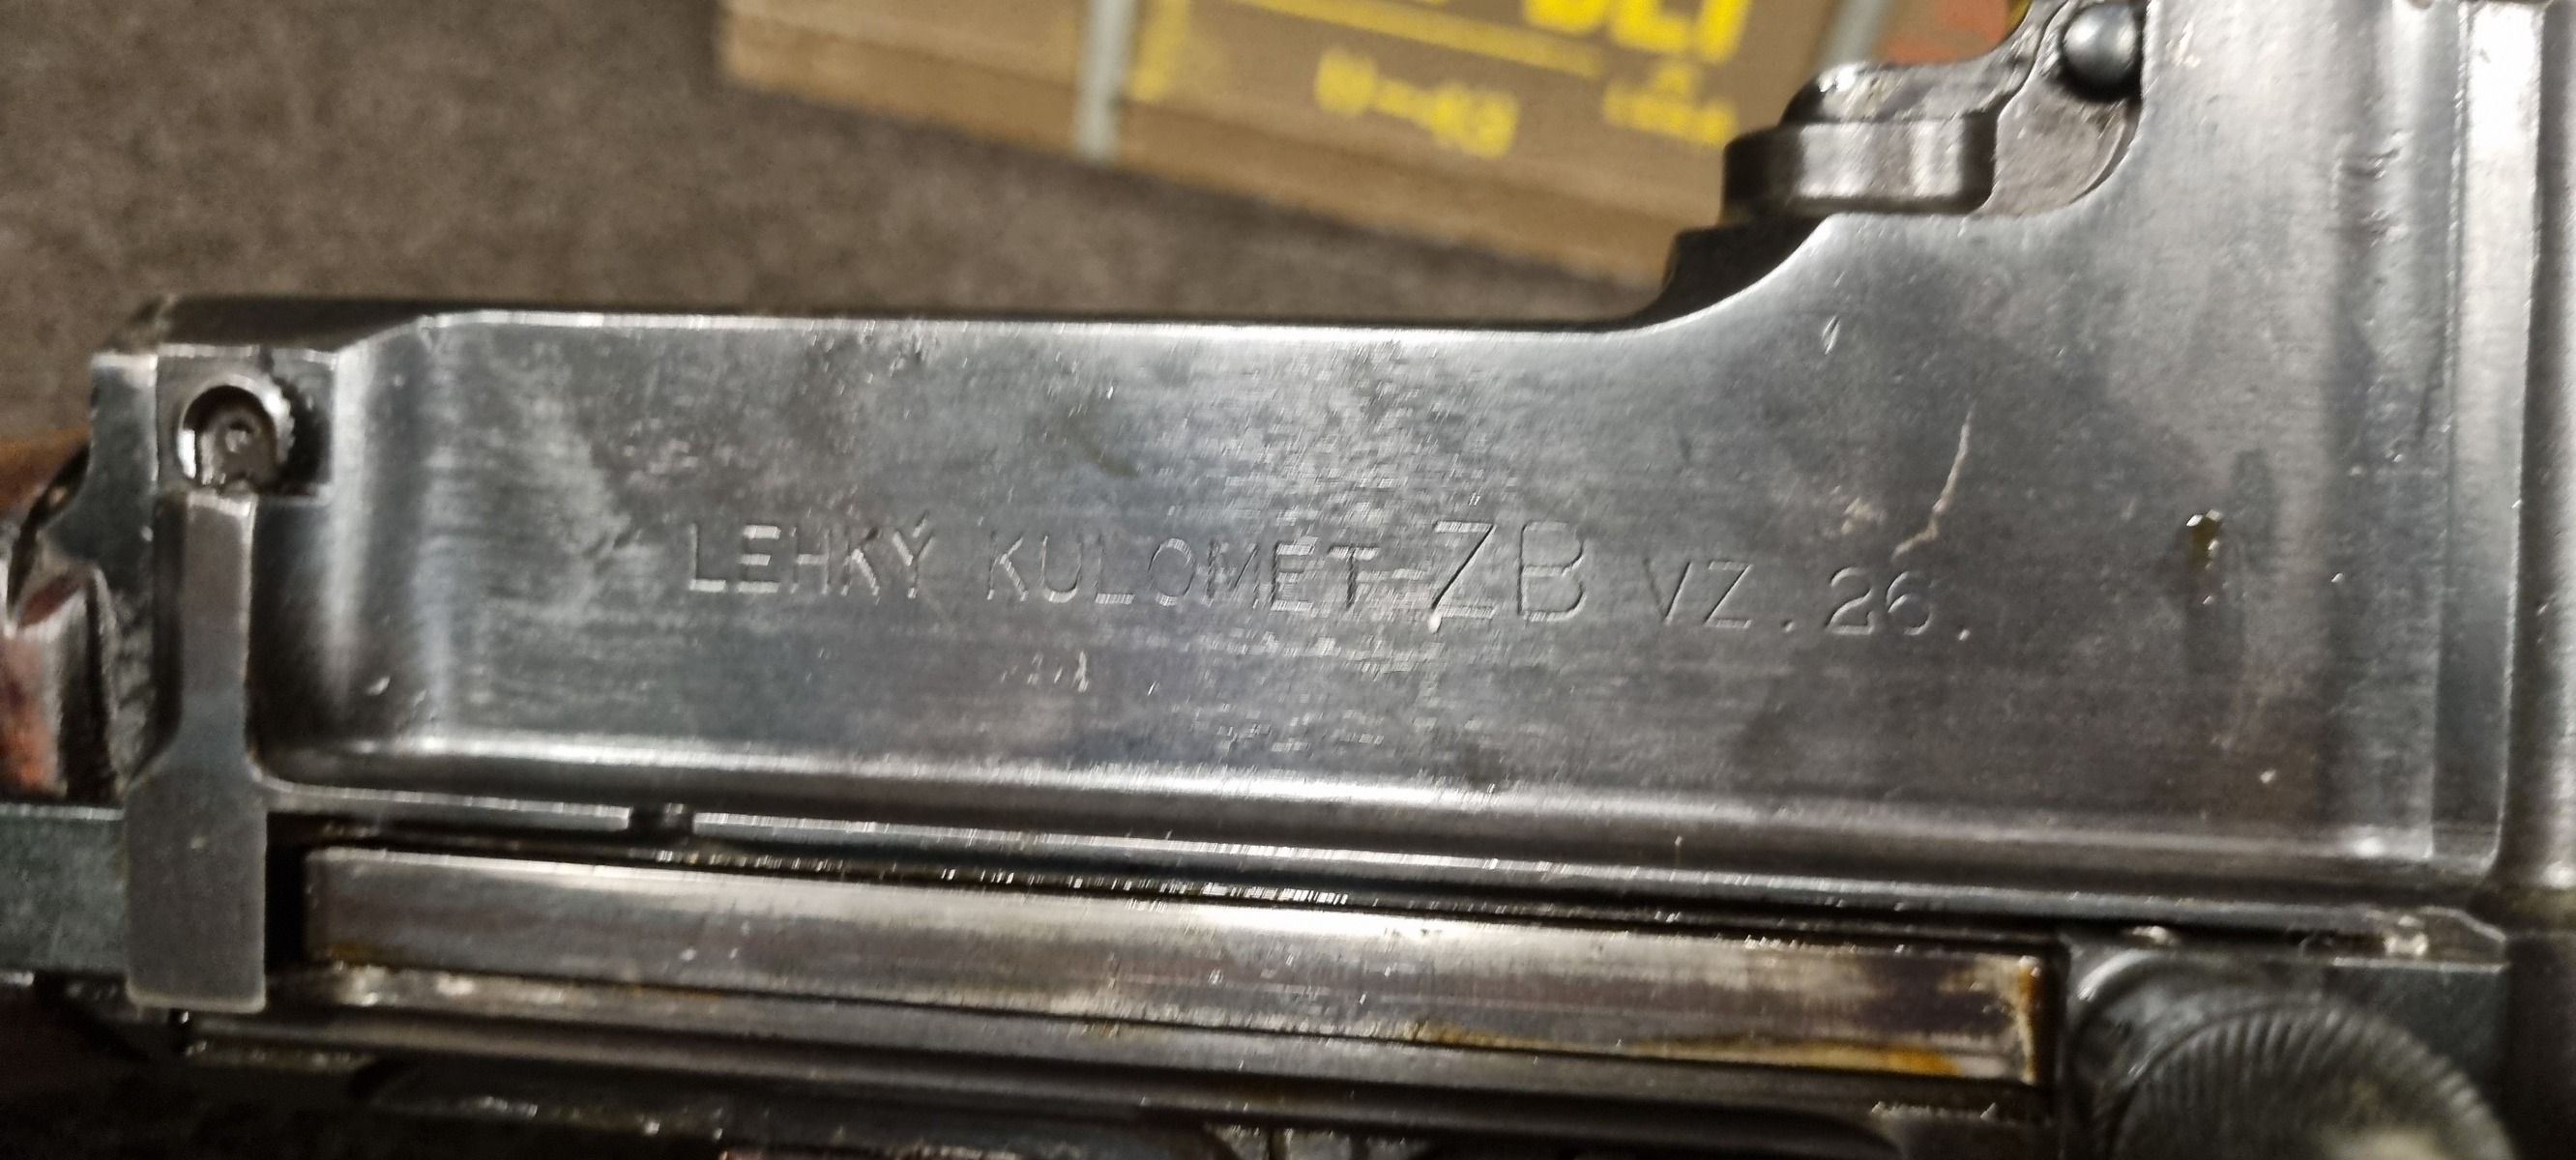 LEHKÝ KULOMET ZB VZ. 26.